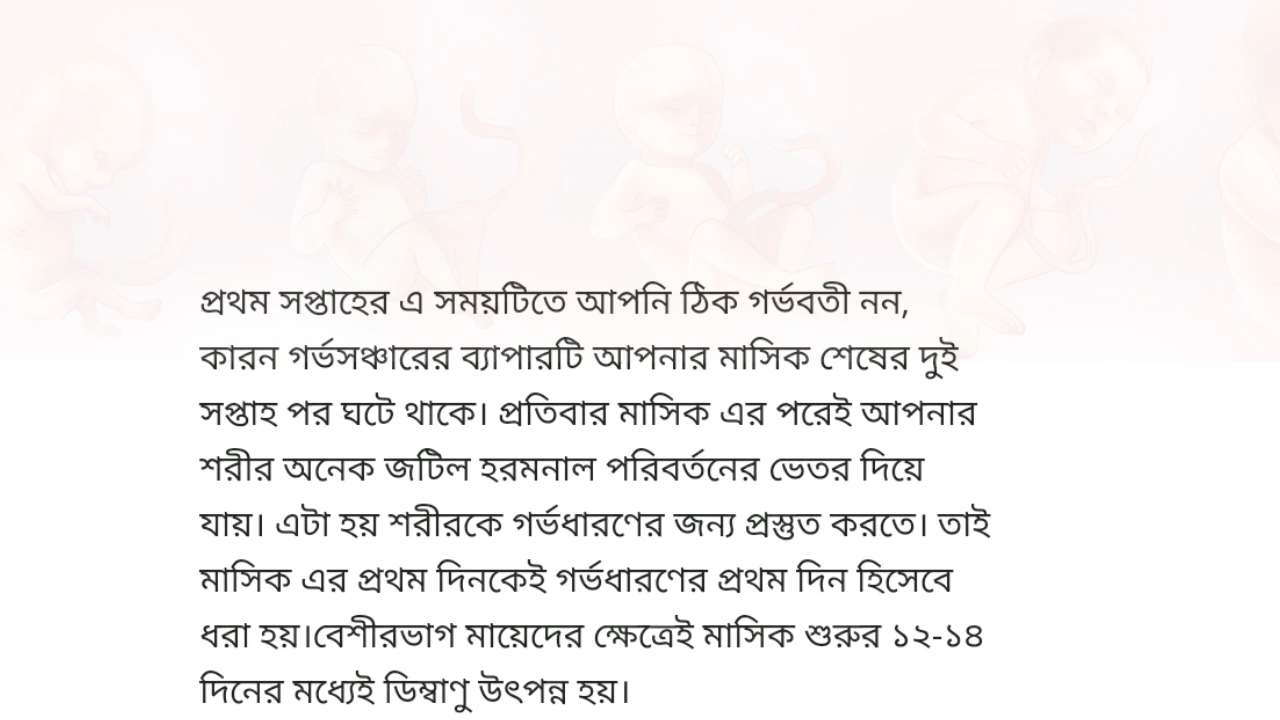 প্রথম সপ্তাহের এ সময়টিতে আপনি ঠিক গর্ভবতী নন,
কারন গর্ভসঞ্চারের ব্যাপারটি আপনার মাসিক শেষের দুই
সপ্তাহ পর ঘটে থাকে। প্রতিবার মাসিক এর পরেই আপনার
শরীর অনেক জটিল হরমনাল পরিবর্তনের ভেতর দিয়ে
যায়। এটা হয় শরীরকে গর্ভধারণের জন্য প্রস্তুত করতে। তাই
মাসিক এর প্রথম দিনকেই গর্ভধারণের প্রথম দিন হিসেবে
ধরা হয়।বেশীরভাগ মায়েদের ক্ষেত্রেই মাসিক শুরুর ১২-১৪
দিনের মধ্যেই ডিম্বাণু উৎপন্ন হয়।